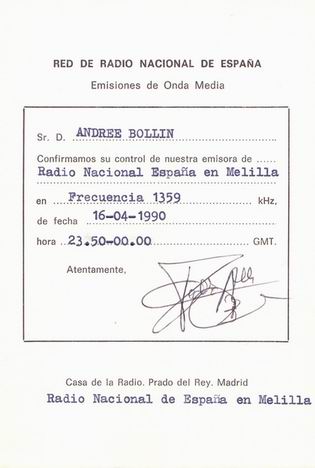 RED DE RADIO NACIONAL DE ESPAÑA
Emisiones de Onda Media
Sr. D. ANDREE BOLLIN
Confirmamos su control de nuestra emisora de ......
Radio Nacional España en Melilla
en Frecuencia 1359 kHz,
de fecha 16-04-1990
hora 23.50-00.00 GMT.
Atentamente,
Casa de la Radio. Prado del Rey. Madrid
Radio Nacional de España en Melilla